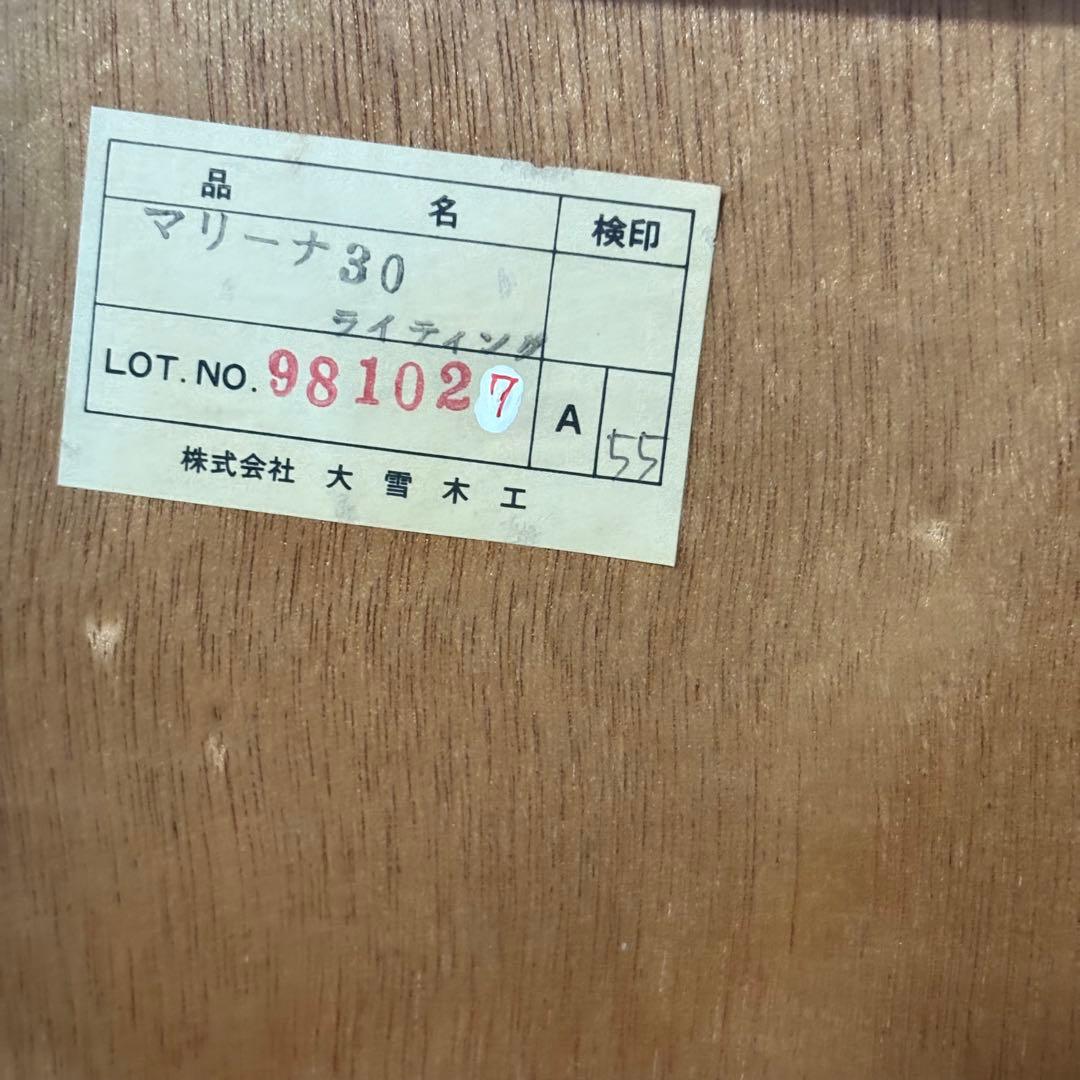 品名 検印
マリーナ30
ライティング
LOT.NO. 981027 A 55
株式会社 大雪木工